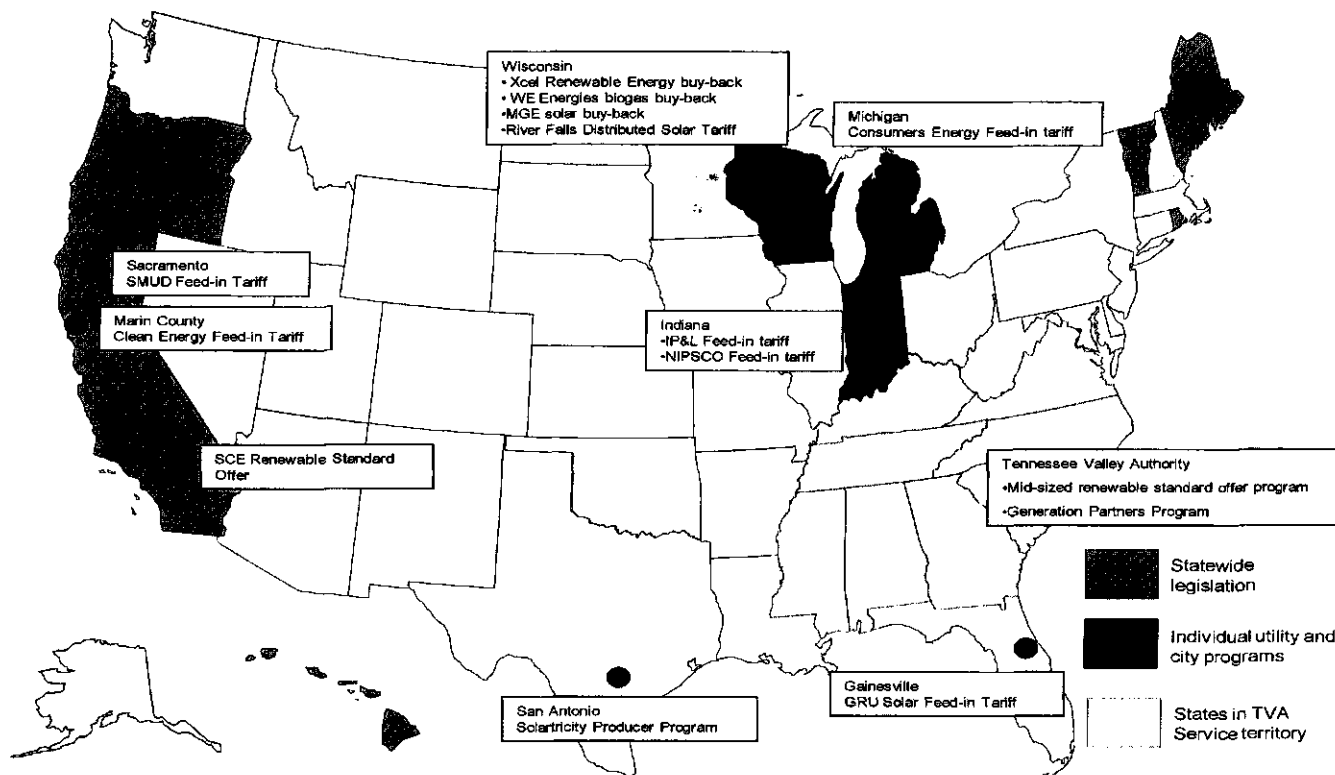 Wisconsin
• Xcel Renewable Energy buy-back
• WE Energies biogas buy-back
•MGE solar buy-back
•River Falls Distributed Solar Tariff
Michigan
Consumers Energy Feed-in tariff
Sacramento
SMUD Feed-in Tariff
Marin County
Clean Energy Feed-in Tariff
Indiana
•IP&L Feed-in tariff
•NIPSCO Feed-in tariff
SCE Renewable Standard
Offer
Tennessee Valley Authority
•Mid-sized renewable standard offer program
•Generation Partners Program
Statewide
legislation
Individual utility and
city programs
States in TVA
Service territory
Gainesville
GRU Solar Feed-in Tariff
San Antonio
Solartricity Producer Program